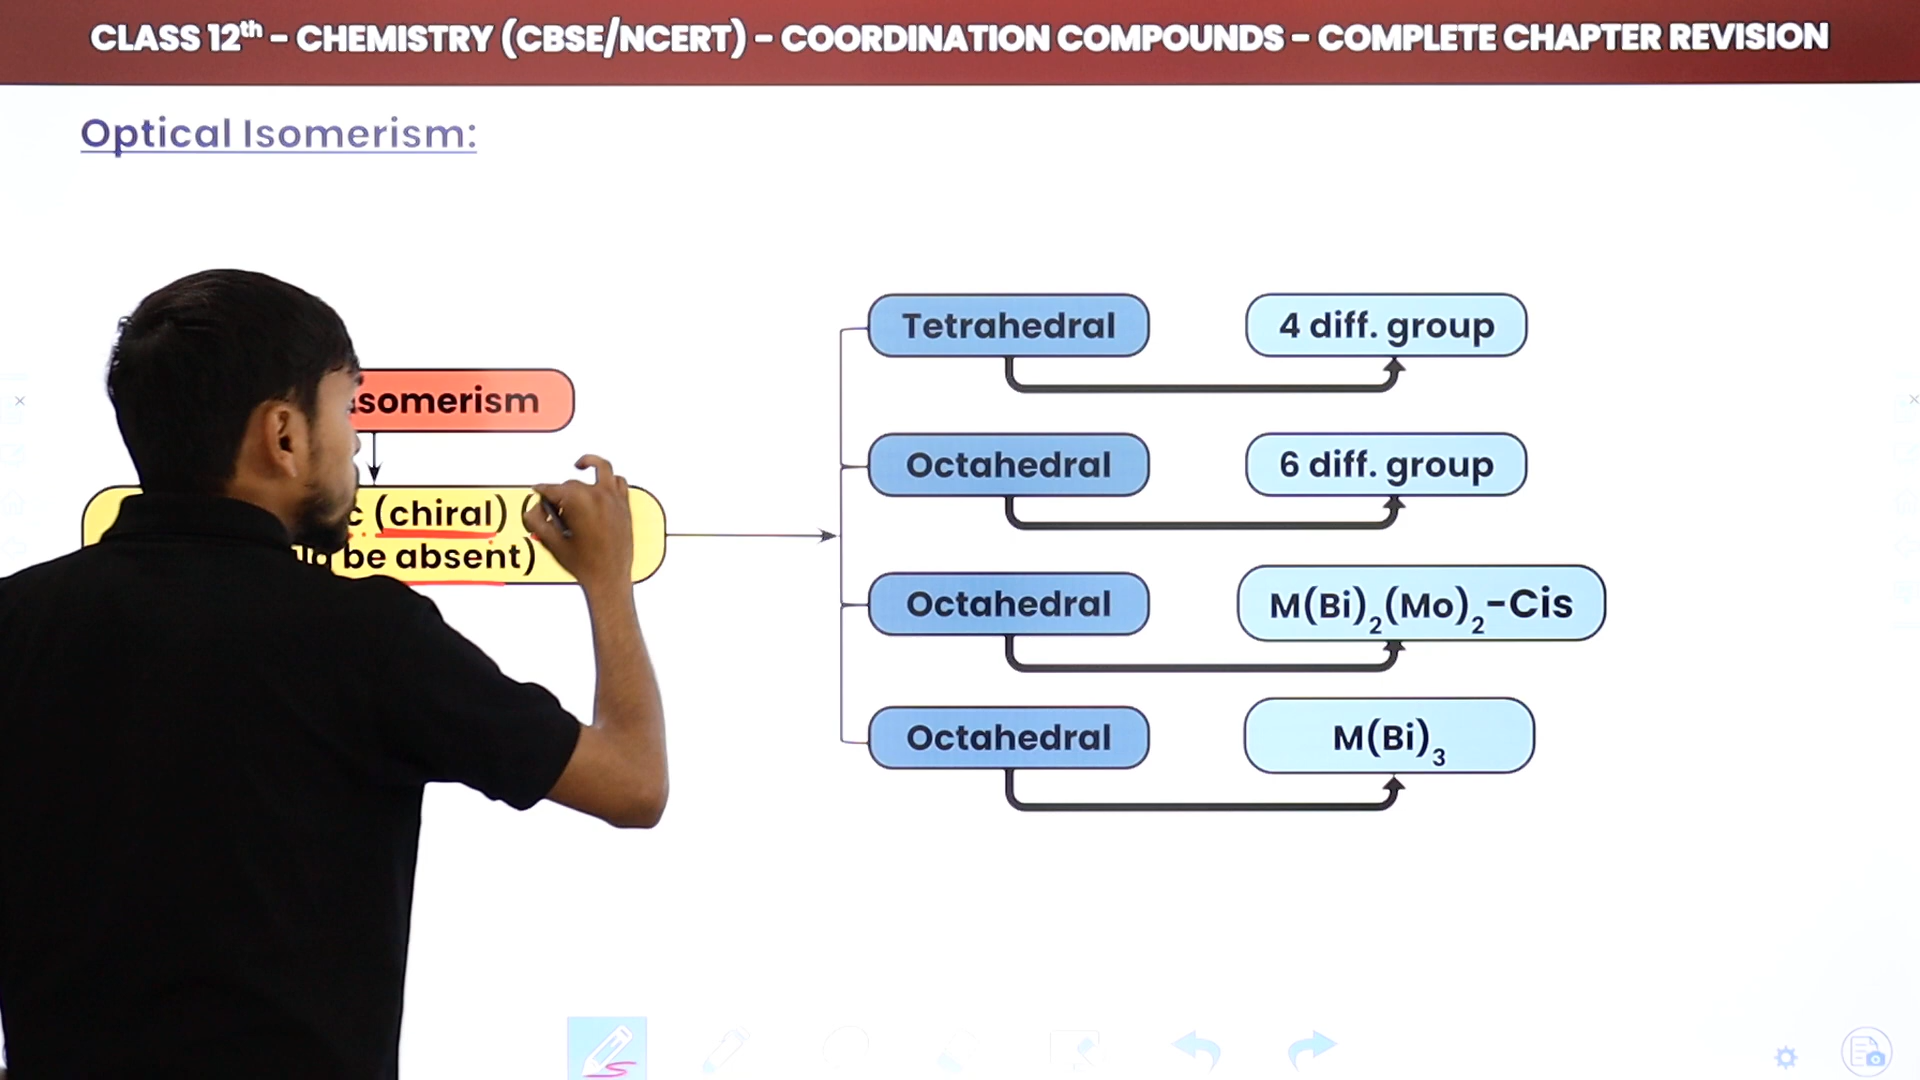 CLASS 12th - CHEMISTRY (CBSE/NCERT) - COORDINATION COMPOUNDS - COMPLETE CHAPTER REVISION
Optical Isomerism:
Isomerism
(chiral) (
be absent)
Tetrahedral
4 diff. group
Octahedral
6 diff. group
Octahedral
M(Bi)2(Mo)2-Cis
Octahedral
M(Bi)3